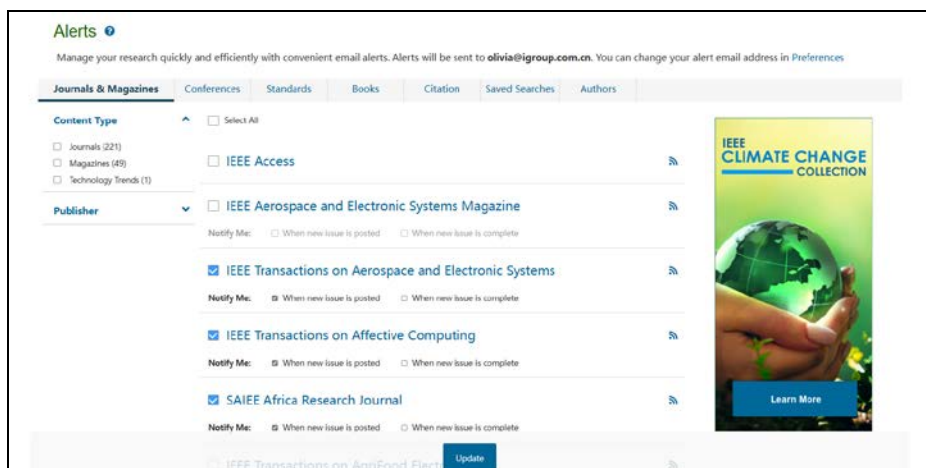 Alerts
Manage your research quickly and efficiently with convenient email alerts. Alerts will be sent to olivia@igroup.com.cn. You can change your alert email address in Preferences
Journals & Magazines Conferences Standards Books Citation Saved Searches Authors
Content Type
Journals (221)
Magazines (49)
Technology Trends (1)
Publisher
Select All
IEEE Access
IEEE Aerospace and Electronic Systems Magazine
Notify Me: When new issue is posted When new issue is complete
IEEE Transactions on Aerospace and Electronic Systems
Notify Me: When new issue is posted When new issue is complete
IEEE Transactions on Affective Computing
Notify Me: When new issue is posted When new issue is complete
SAIEE Africa Research Journal
Notify Me: When new issue is posted When new issue is complete
IEEE Transactions on AgriFood
Update
IEEE
CLIMATE CHANGE
COLLECTION
Learn More